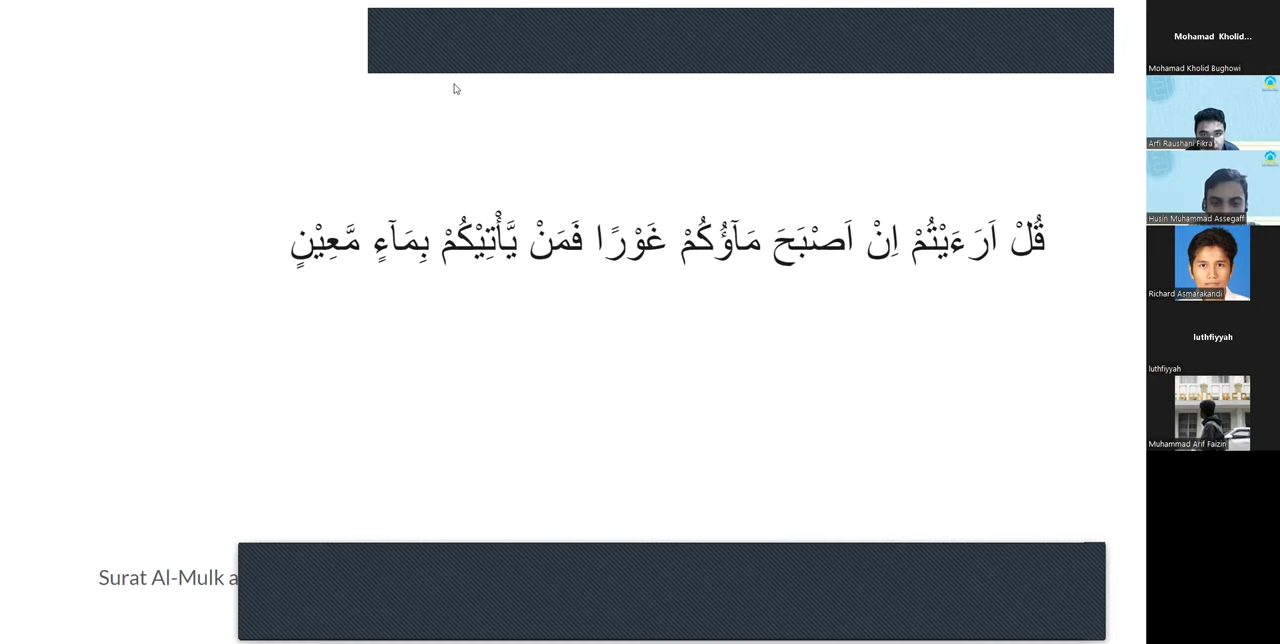 قُلْ اَرَءَيْتُمْ اِنْ اَصْبَحَ مَاۤؤُكُمْ غَوْرًا فَمَنْ يَّأْتِيْكُمْ بِمَاۤءٍ مَّعِيْنٍ
Surat Al-Mulk a
Mohamad Kholid...
Mohamad Kholid Bughowi
Arfi Raushani Fikra
Husin Muhammad Assegaff
Richard Asmarakandi
luthfiyyah
luthfiyyah
Muhammad Arif Faizin